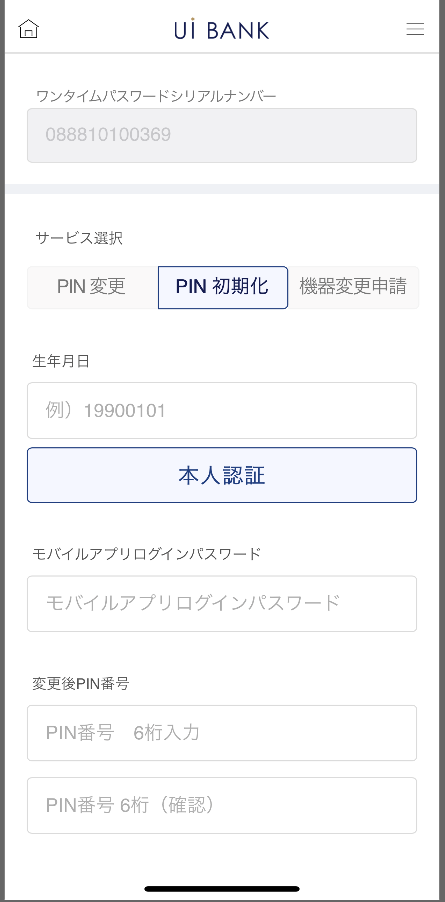 UI BANK
ワンタイムパスワードシリアルナンバー
088810100369
サービス選択
PIN 変更
PIN 初期化
機器変更申請
生年月日
例）19900101
本人認証
モバイルアプリログインパスワード
モバイルアプリログインパスワード
変更後PIN番号
PIN番号　6桁入力
PIN番号 6桁（確認）